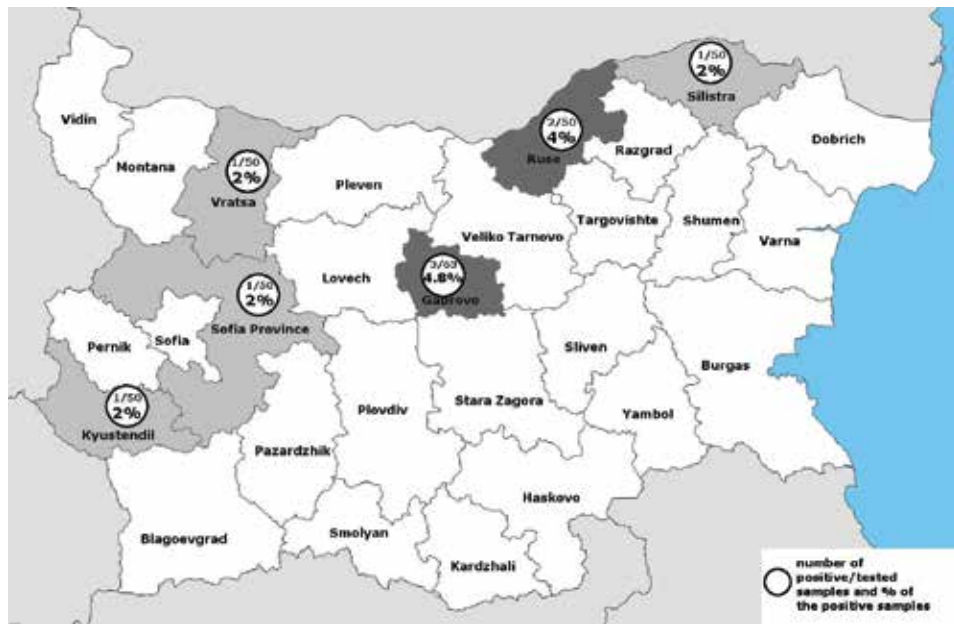 1/50
2%
Silistra
Vidin
2/50
4%
Ruse
Dobrich
Montana
1/50
2%
Vratsa
Razgrad
Pleven
Targovishte
Shumen
Veliko Tarnovo
Varna
Lovech
3/63
4.8%
Gabrovo
1/50
2%
Sofia Province
Sofia
Pernik
Sliven
Burgas
1/50
2%
Kyustendil
Plovdiv
Stara Zagora
Yambol
Pazardzhik
Haskovo
Blagoevgrad
Smolyan
Kardzhali
number of
positive/tested
samples and % of
the positive samples